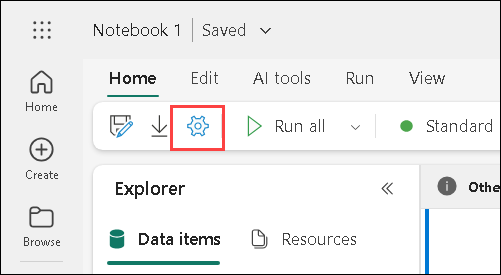 Notebook 1 | Saved
Home Edit AI tools Run View
Home
Run all Standard
Create
Explorer
Othe
Browse
Data items Resources